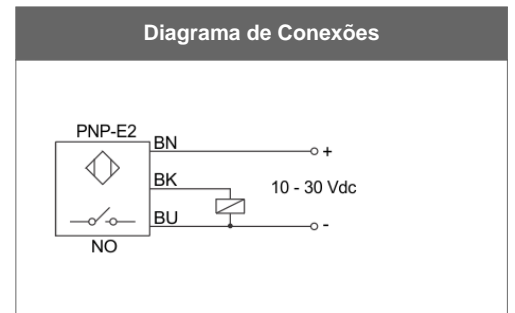 Diagrama de Conexões
PNP-E2
BN
+
BK
10 - 30 Vdc
BU
-
NO